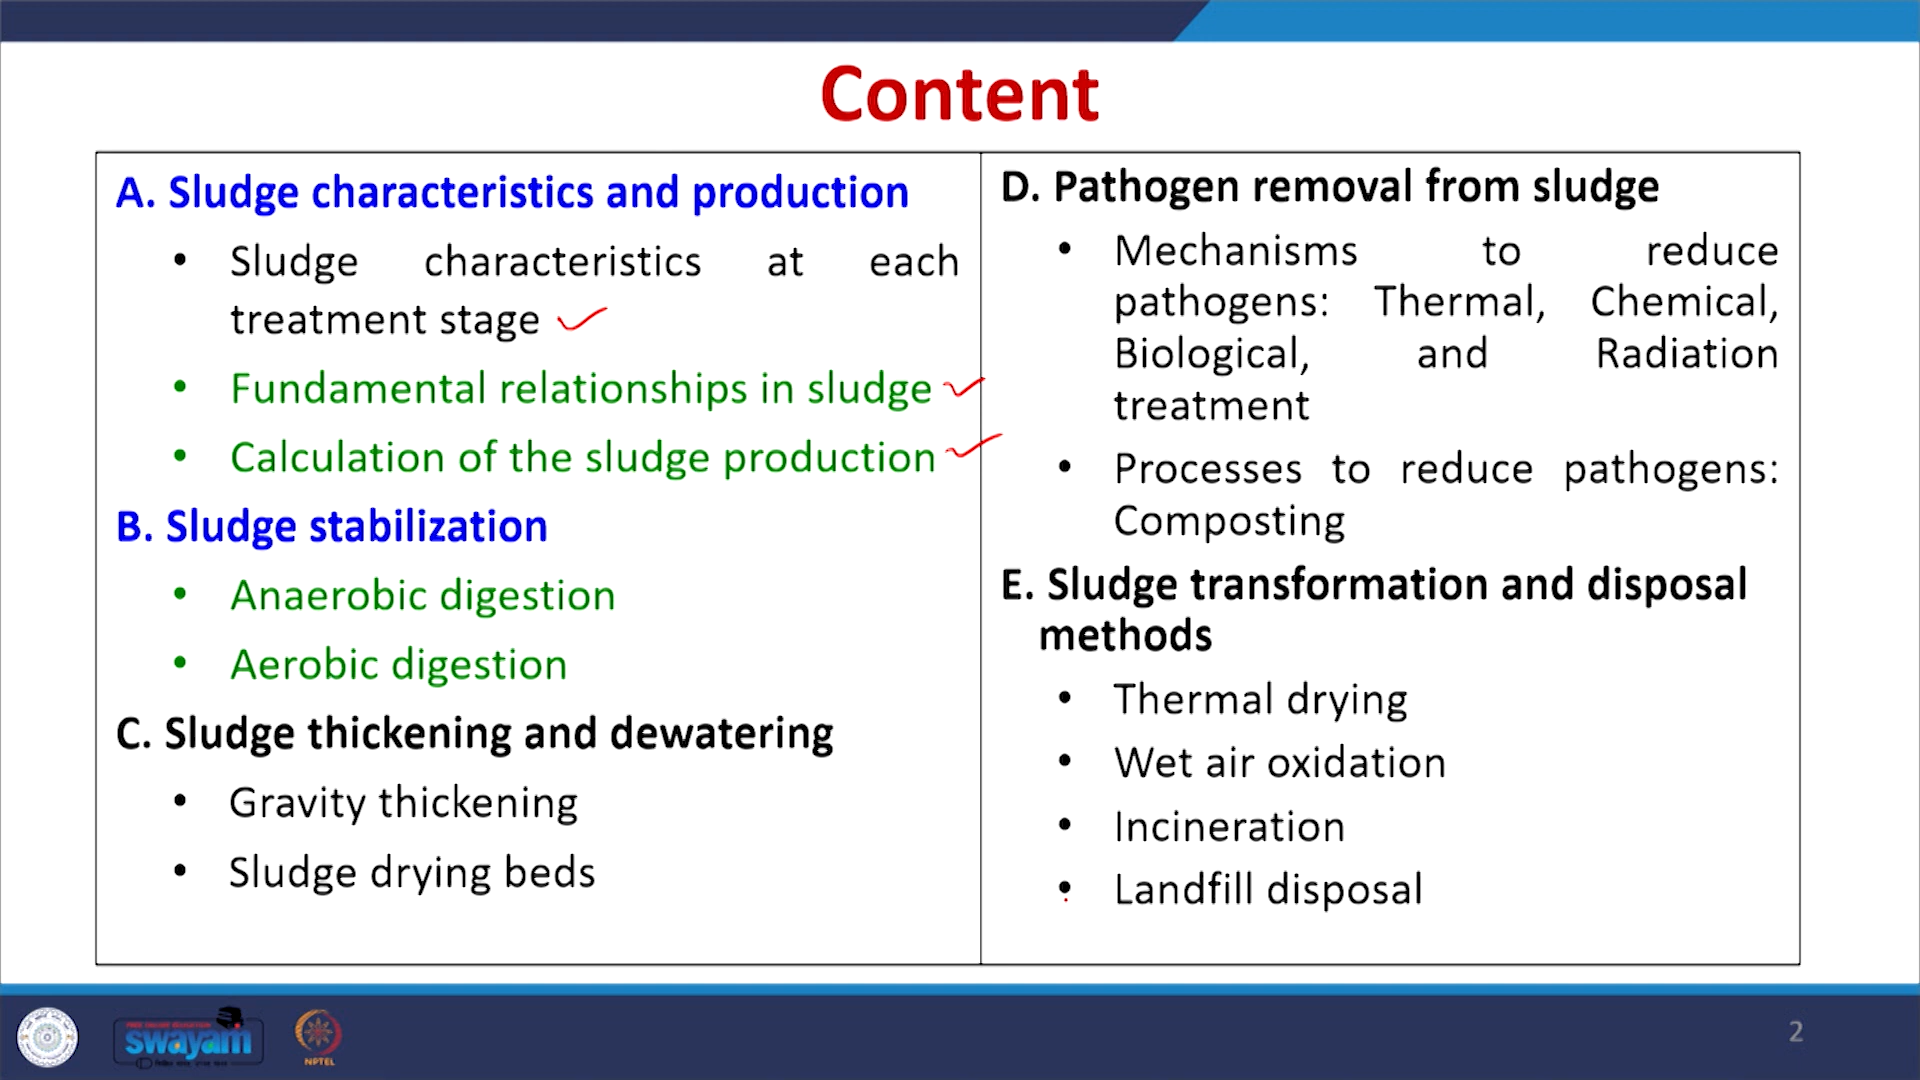 Content
A. Sludge characteristics and production
• Sludge characteristics at each
treatment stage
• Fundamental relationships in sludge
• Calculation of the sludge production
B. Sludge stabilization
• Anaerobic digestion
• Aerobic digestion
C. Sludge thickening and dewatering
• Gravity thickening
• Sludge drying beds
D. Pathogen removal from sludge
• Mechanisms to reduce
pathogens: Thermal, Chemical,
Biological, and Radiation
treatment
• Processes to reduce pathogens:
Composting
E. Sludge transformation and disposal
methods
• Thermal drying
• Wet air oxidation
• Incineration
• Landfill disposal
FREE ONLINE EDUCATION
swayam
NPTEL
2